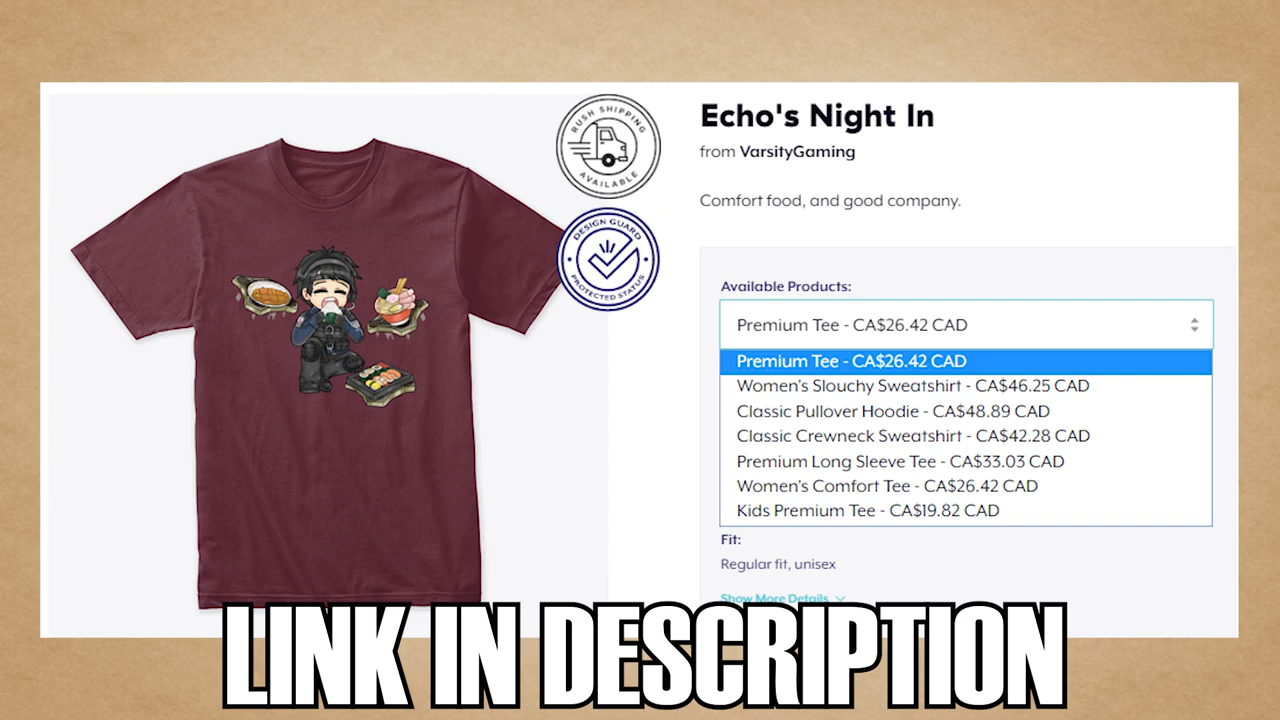 RUSH SHIPPING
AVAILABLE
DESIGN GUARD
PROTECTED STATUS
Echo's Night In
from VarsityGaming
Comfort food, and good company.
Available Products:
Premium Tee - CA$26.42 CAD
Premium Tee - CA$26.42 CAD
Women's Slouchy Sweatshirt - CA$46.25 CAD
Classic Pullover Hoodie - CA$48.89 CAD
Classic Crewneck Sweatshirt - CA$42.28 CAD
Premium Long Sleeve Tee - CA$33.03 CAD
Women's Comfort Tee - CA$26.42 CAD
Kids Premium Tee - CA$19.82 CAD
Fit:
Regular fit, unisex
Show More Details
LINK IN DESCRIPTION